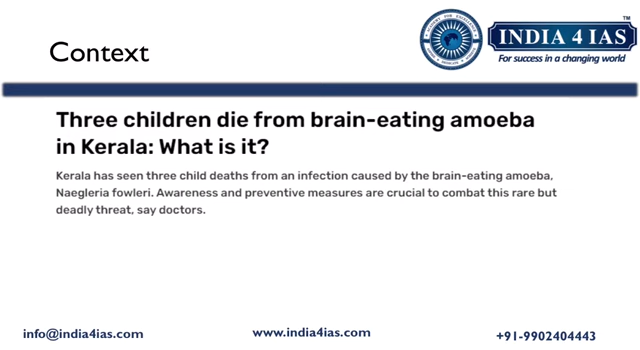 Context
INDIA 4 IAS
TM
For success in a changing world
Three children die from brain-eating amoeba
in Kerala: What is it?
Kerala has seen three child deaths from an infection caused by the brain-eating amoeba,
Naegleria fowleri. Awareness and preventive measures are crucial to combat this rare but
deadly threat, say doctors.
info@india4ias.com
www.india4ias.com
+91-9902404443